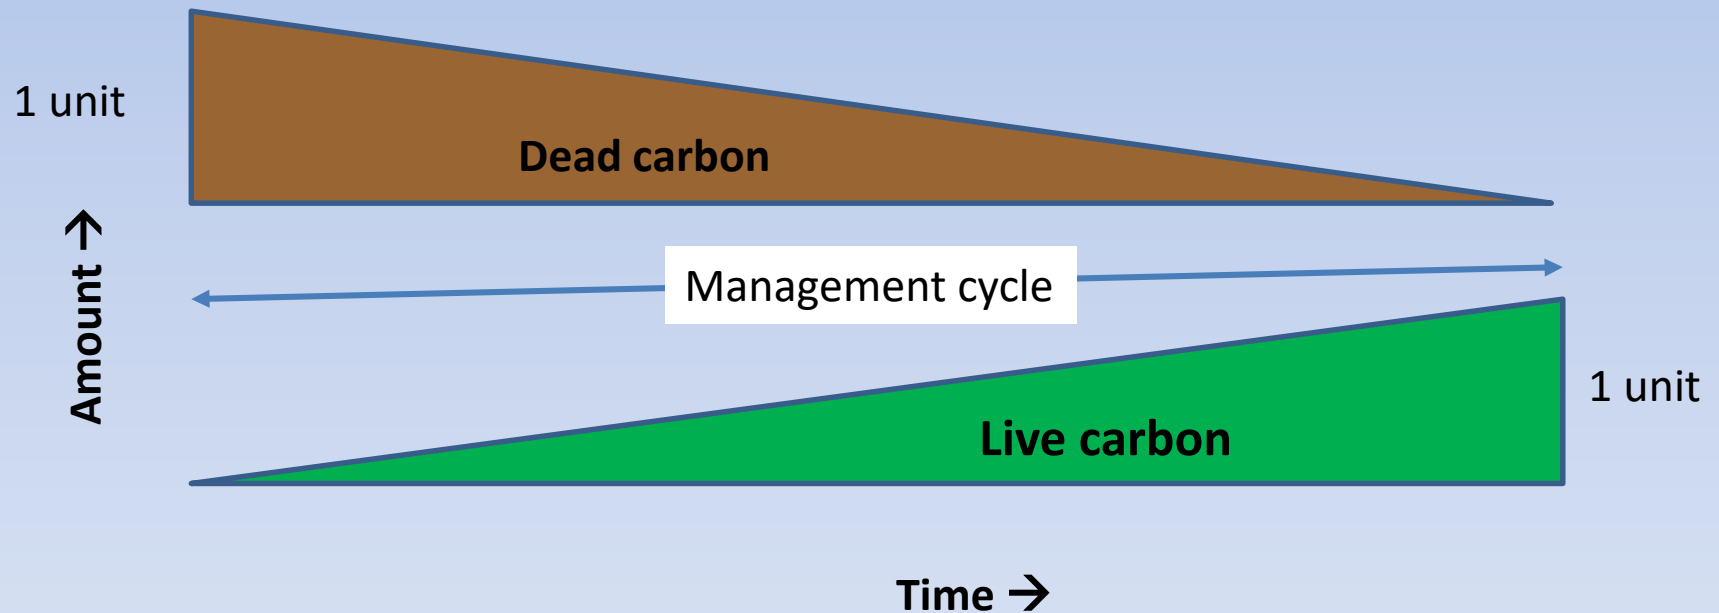 1 unit
Dead carbon
Amount →
Management cycle
1 unit
Live carbon
Time →